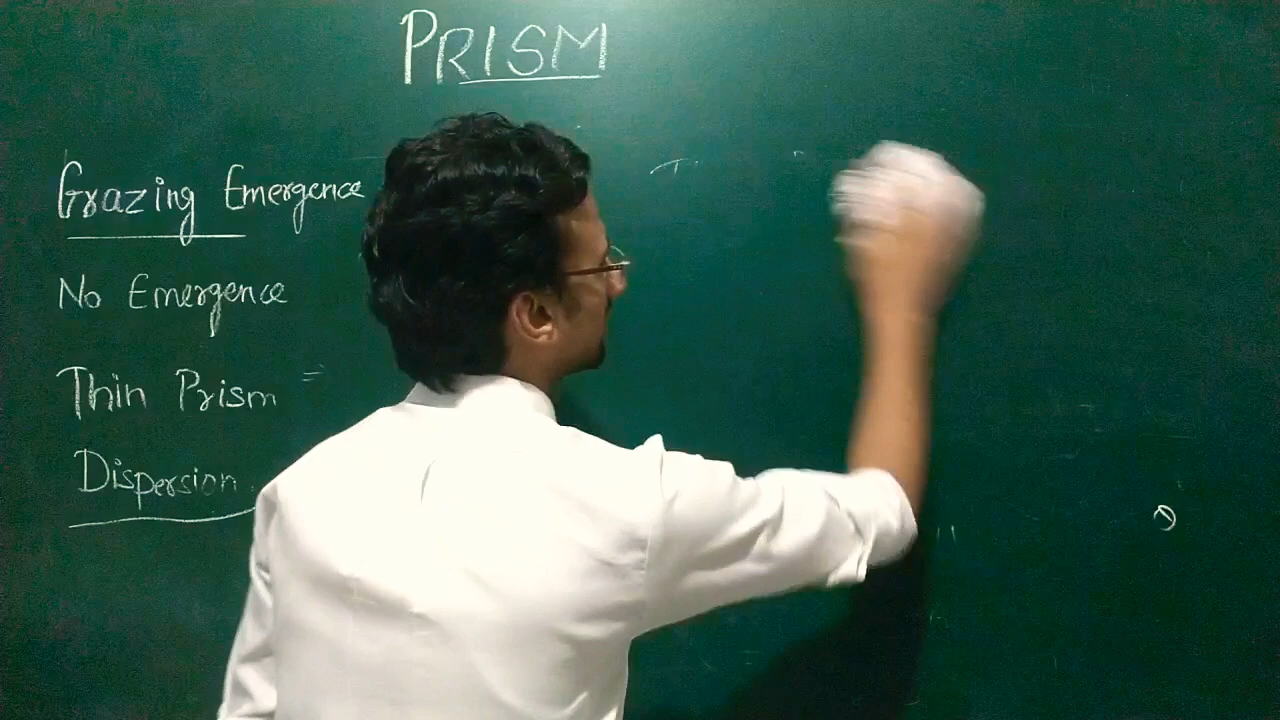 PRISM
Grazing Emergence
No Emergence
Thin Prism =
Dispersion